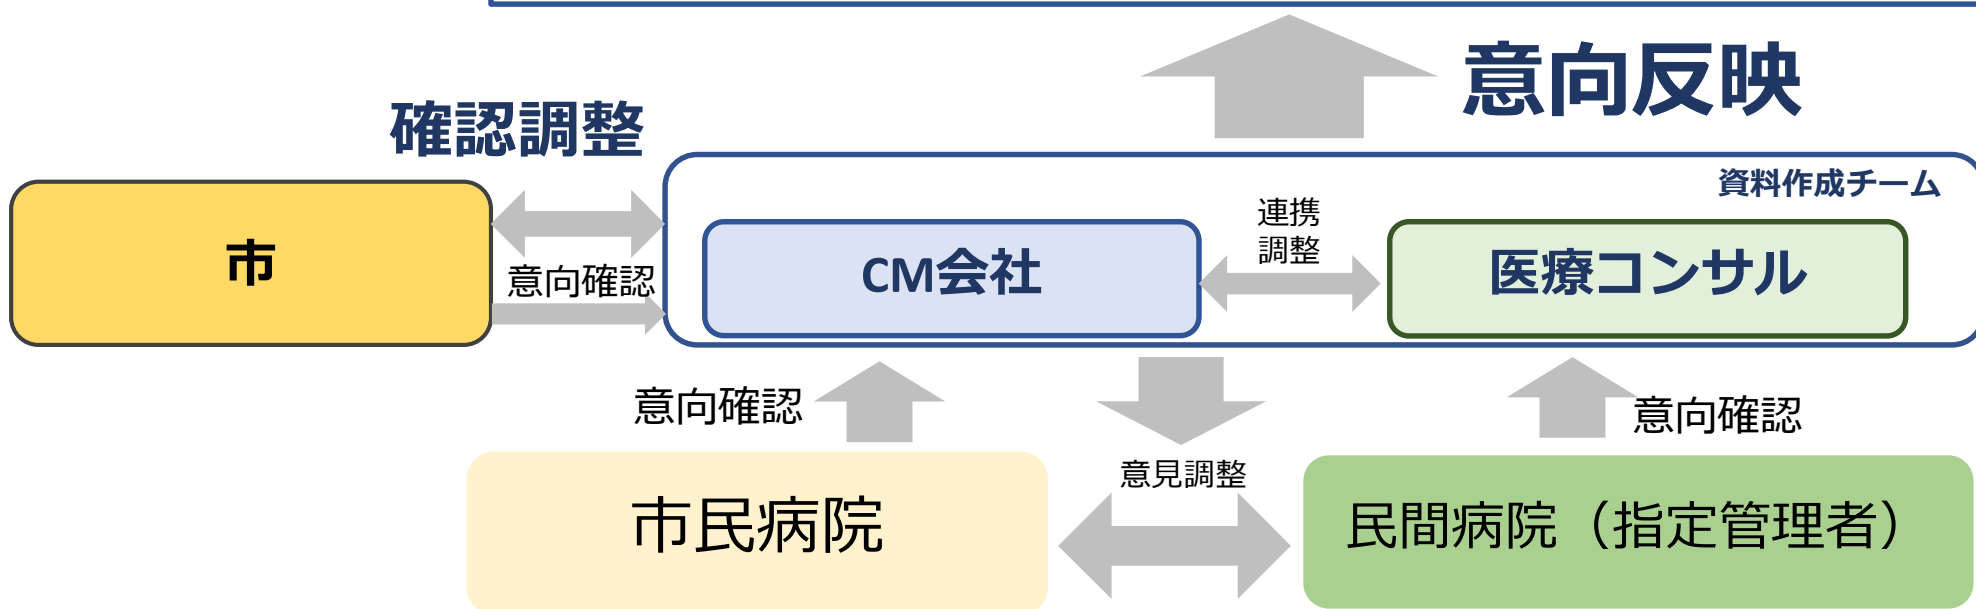 意向反映
確認調整
資料作成チーム
連携
調整
市
CM会社
医療コンサル
意向確認
意向確認
意向確認
意見調整
市民病院
民間病院（指定管理者）